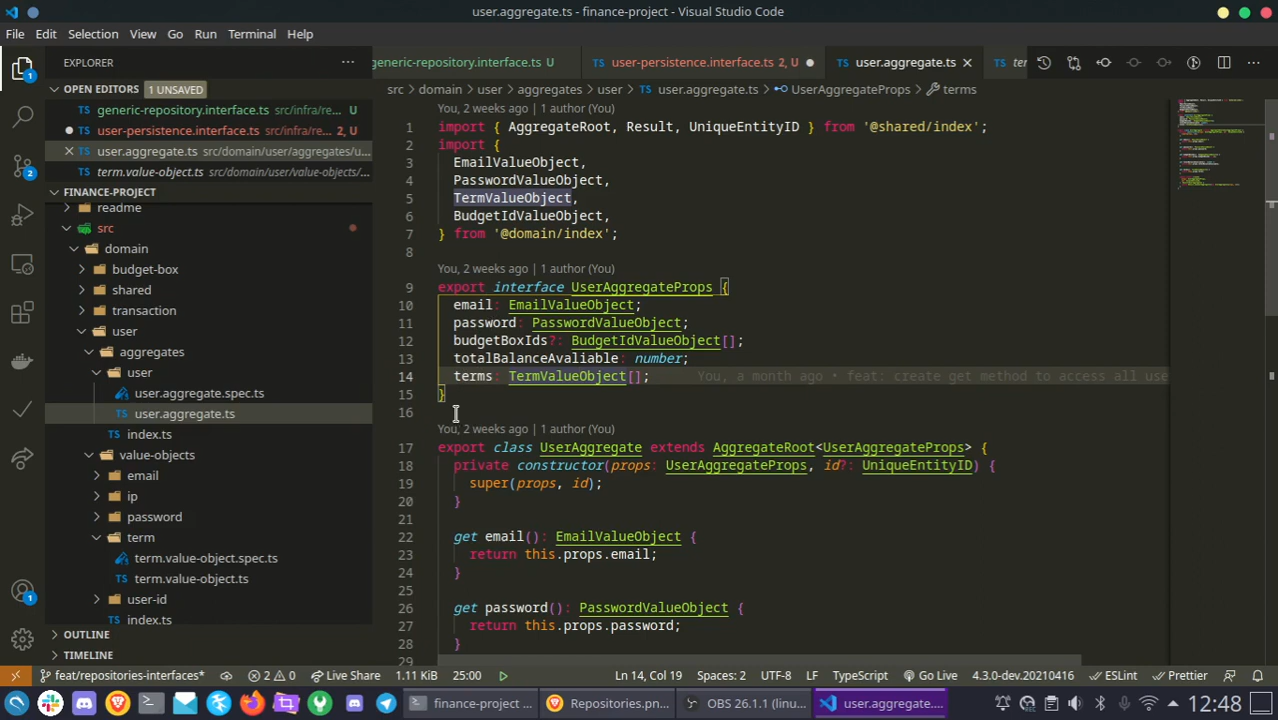 user.aggregate.ts - finance-project - Visual Studio Code
File Edit Selection View Go Run Terminal Help
EXPLORER
generic-repository.interface.ts U
user-persistence.interface.ts 2, U
user.aggregate.ts
OPEN EDITORS 1 UNSAVED
generic-repository.interface.ts src/infra/re... U
user-persistence.interface.ts src/infra/re... 2, U
user.aggregate.ts src/domain/user/aggregates/u...
term.value-object.ts src/domain/user/value-objects/...
FINANCE-PROJECT
readme
src
domain
budget-box
shared
transaction
user
aggregates
user
user.aggregate.spec.ts
user.aggregate.ts
index.ts
value-objects
email
ip
password
term
term.value-object.spec.ts
term.value-object.ts
user-id
index.ts
OUTLINE
TIMELINE
src > domain > user > aggregates > user > user.aggregate.ts > UserAggregateProps > terms
You, 2 weeks ago | 1 author (You)
1 import { AggregateRoot, Result, UniqueEntityID } from '@shared/index';
2 import {
3 EmailValueObject,
4 PasswordValueObject,
5 TermValueObject,
6 BudgetIdValueObject,
7 } from '@domain/index';
8
You, 2 weeks ago | 1 author (You)
9 export interface UserAggregateProps {
10 email: EmailValueObject;
11 password: PasswordValueObject;
12 budgetBoxIds?: BudgetIdValueObject[];
13 totalBalanceAvaliable: number;
14 terms: TermValueObject[]; You, a month ago • feat: create get method to access all use
15 }
16
You, 2 weeks ago | 1 author (You)
17 export class UserAggregate extends AggregateRoot<UserAggregateProps> {
18 private constructor(props: UserAggregateProps, id?: UniqueEntityID) {
19 super(props, id);
20 }
21
22 get email(): EmailValueObject {
23 return this.props.email;
24 }
25
26 get password(): PasswordValueObject {
27 return this.props.password;
28 }
29
feat/repositories-interfaces* 2 0 Live Share 1.11 KiB 25:00 Ln 14, Col 19 Spaces: 2 UTF-8 LF TypeScript Go Live 4.3.0-dev.20210416 ESLint Prettier
finance-project ... Repositories.pn... OBS 26.1.1 (linu... user.aggregate.... 12:48